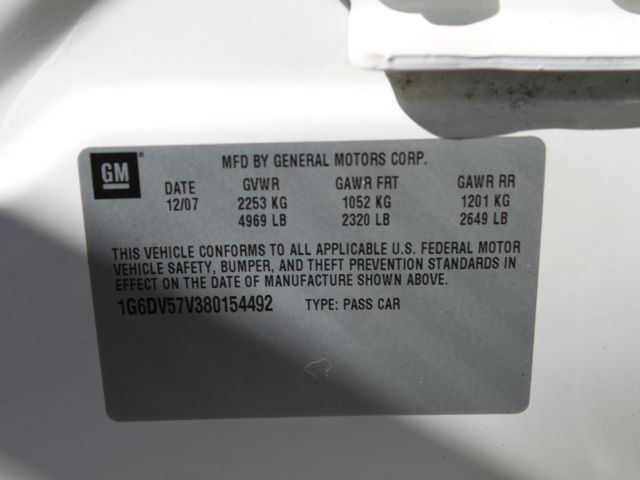 GM
MFD BY GENERAL MOTORS CORP.
DATE GVWR GAWR FRT GAWR RR
12/07 2253 KG 1052 KG 1201 KG
4969 LB 2320 LB 2649 LB
THIS VEHICLE CONFORMS TO ALL APPLICABLE U.S. FEDERAL MOTOR
VEHICLE SAFETY, BUMPER, AND THEFT PREVENTION STANDARDS IN
EFFECT ON THE DATE OF MANUFACTURE SHOWN ABOVE.
1G6DV57V380154492 TYPE: PASS CAR